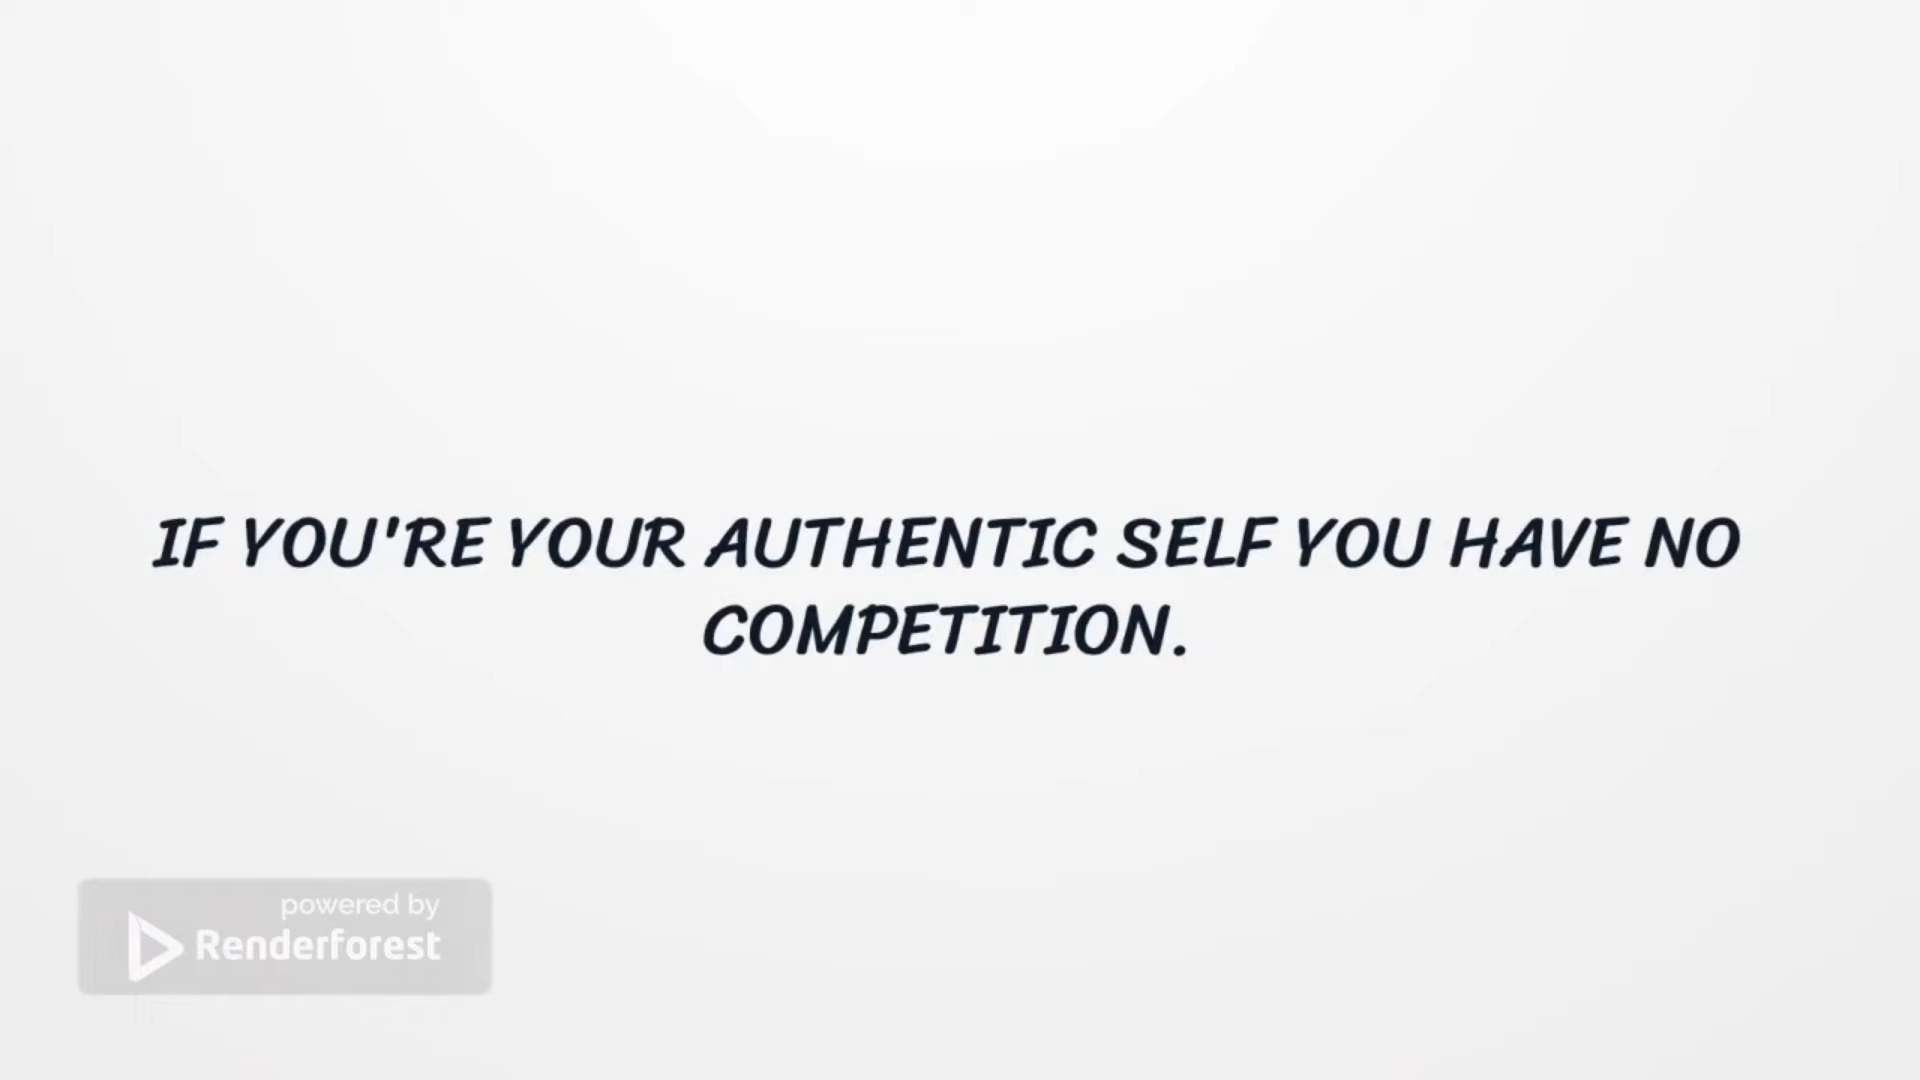 IF YOU'RE YOUR AUTHENTIC SELF YOU HAVE NO
COMPETITION.
powered by
Renderforest